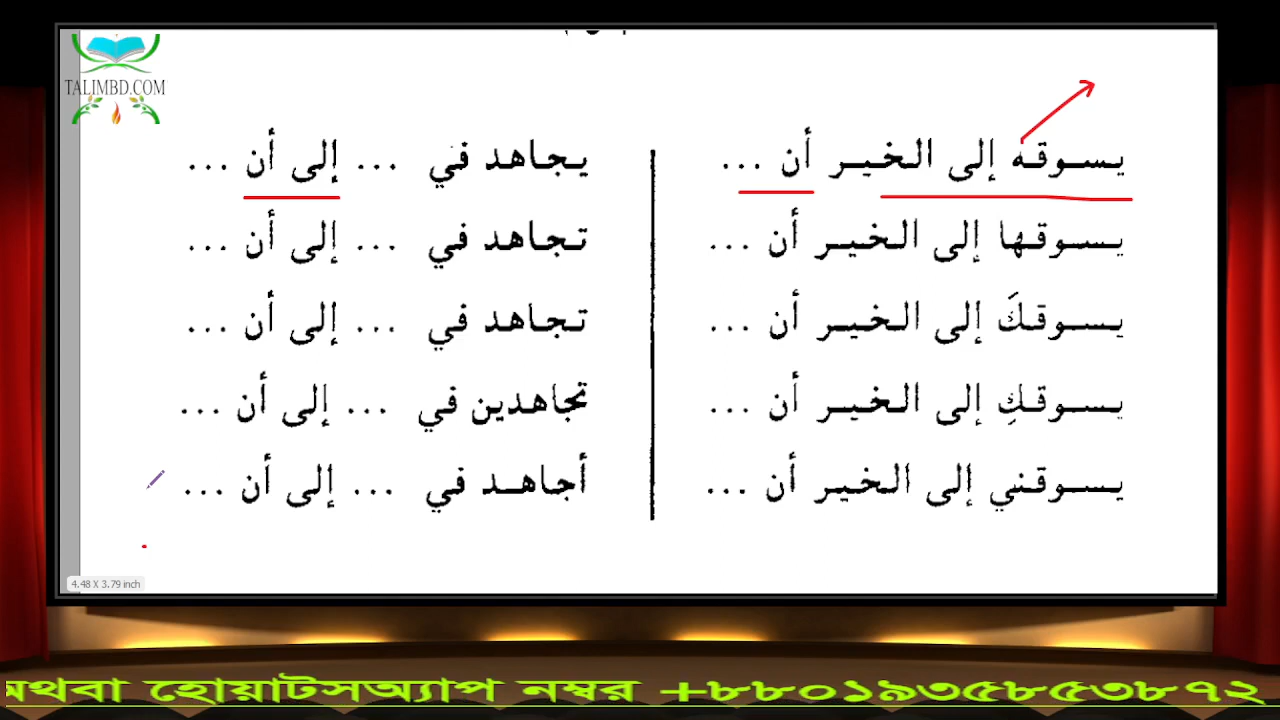 TALIMBD.COM
يسوقه إلى الخير أن ...
يسوقها إلى الخير أن ...
يسوقكَ إلى الخير أن ...
يسوقكِ إلى الخير أن ...
يسوقني إلى الخير أن ...
يجاهد في ... إلى أن ...
تجاهد في ... إلى أن ...
تجاهد في ... إلى أن ...
تجاهدين في ... إلى أن ...
أجاهد في ... إلى أن ...
4.48 X 3.79 inch
অথবা হোয়াটসঅ্যাপ নম্বর +৮৮০১৯৩৫৮৫৩৮৭২